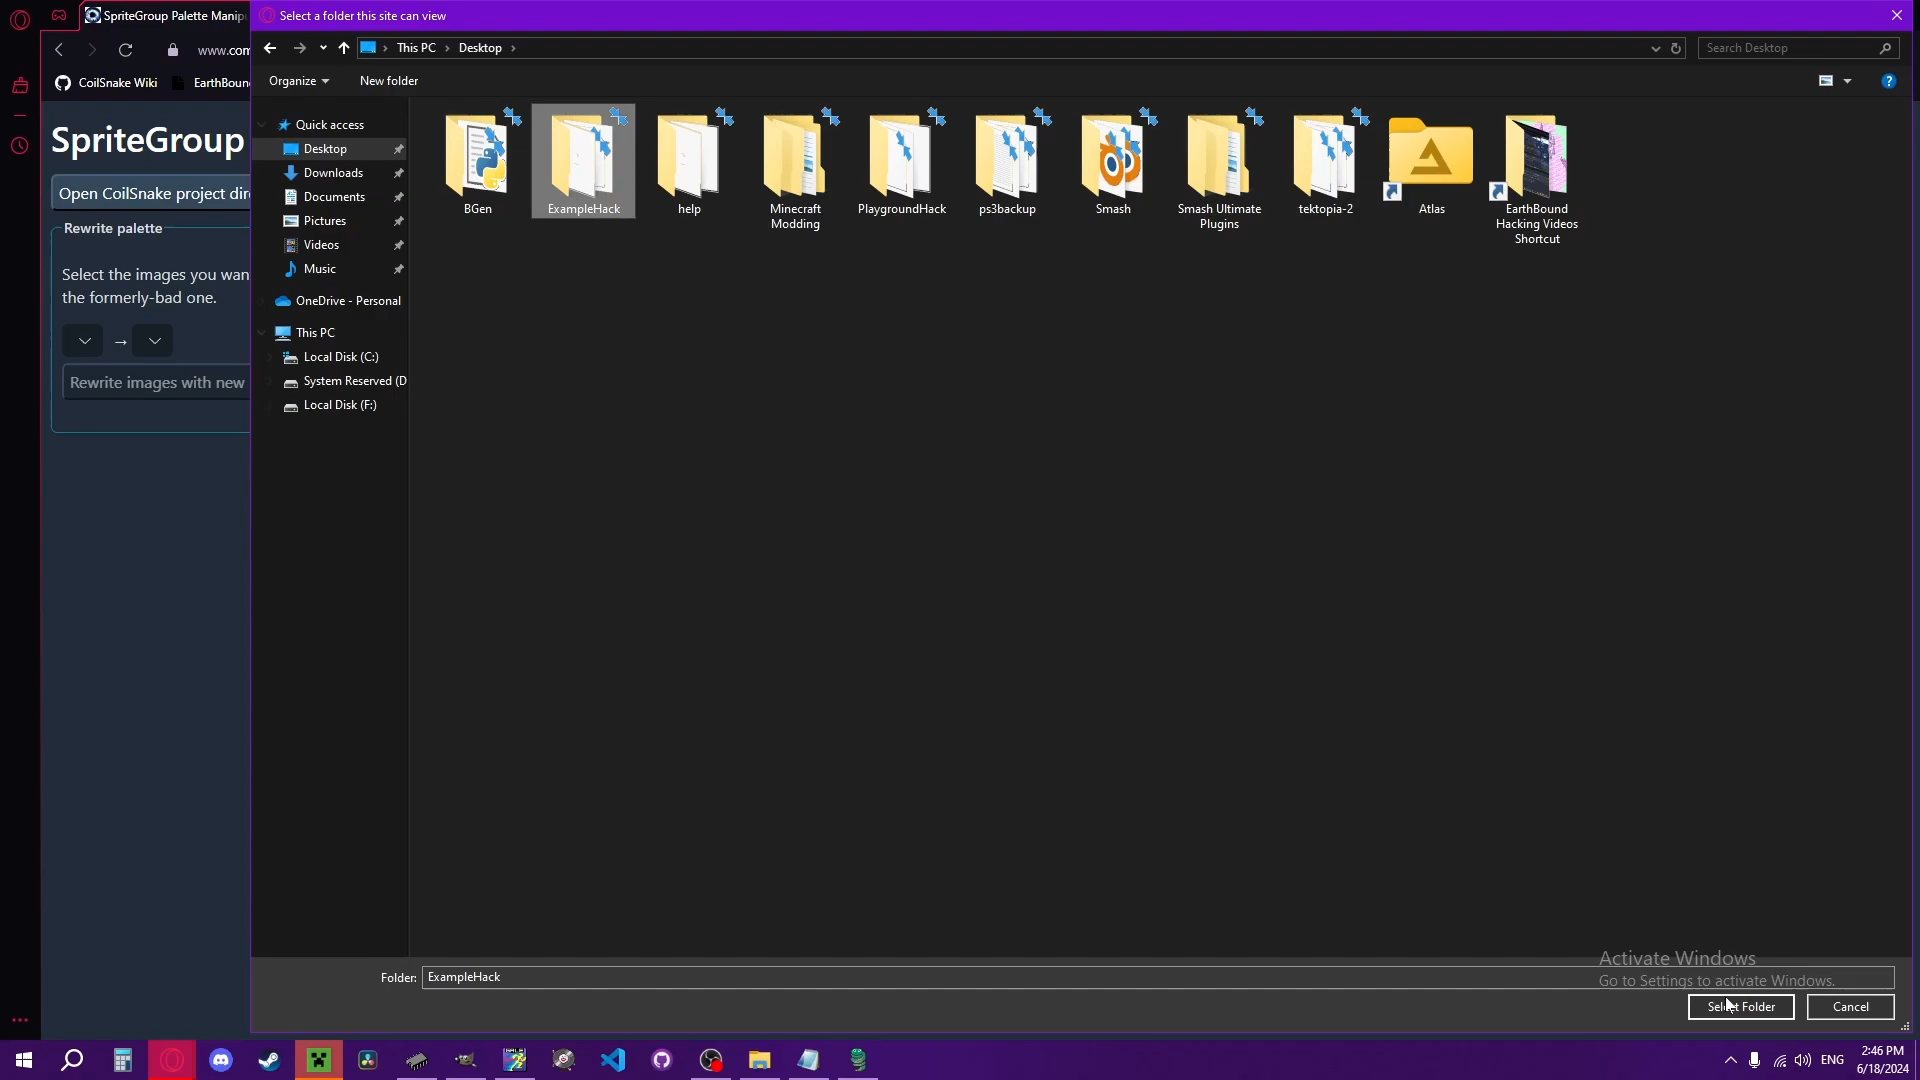 SpriteGroup Palette Manip
Select a folder this site can view
www.com
This PC
Desktop
Search Desktop
CoilSnake Wiki
EarthBoun
Organize
New folder
SpriteGroup
Open CoilSnake project dir
Rewrite palette
Select the images you wan
the formerly-bad one.
→
Rewrite images with new
Quick access
Desktop
Downloads
Documents
Pictures
Videos
Music
OneDrive - Personal
This PC
Local Disk (C:)
System Reserved (D
Local Disk (F:)
BGen
ExampleHack
help
Minecraft
Modding
PlaygroundHack
ps3backup
Smash
Smash Ultimate
Plugins
tektopia-2
Atlas
EarthBound
Hacking Videos
Shortcut
Folder:
ExampleHack
Activate Windows
Go to Settings to activate Windows.
Select Folder
Cancel
ENG
2:46 PM
6/18/2024